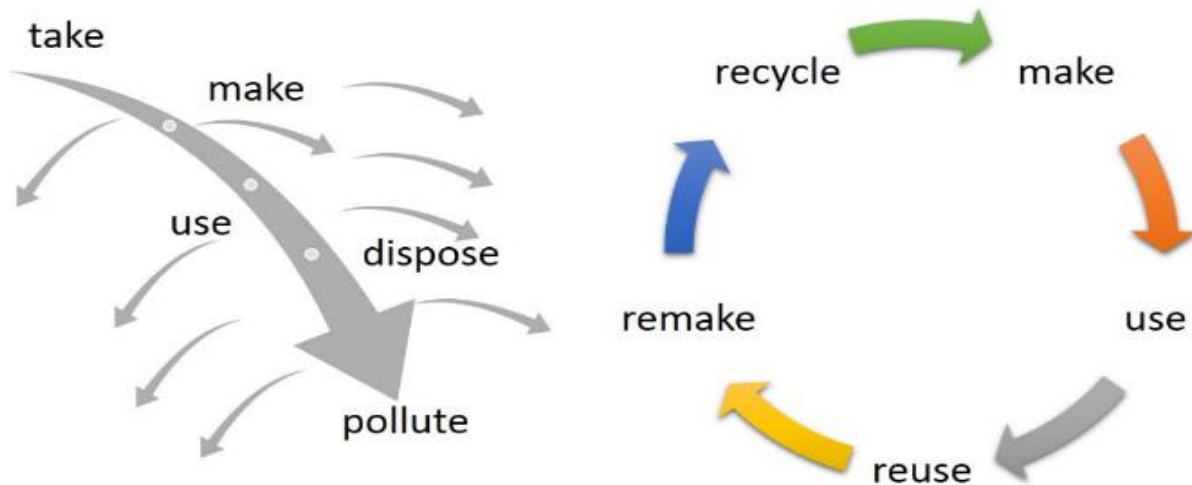 take
make
use
dispose
pollute
recycle
make
use
reuse
remake